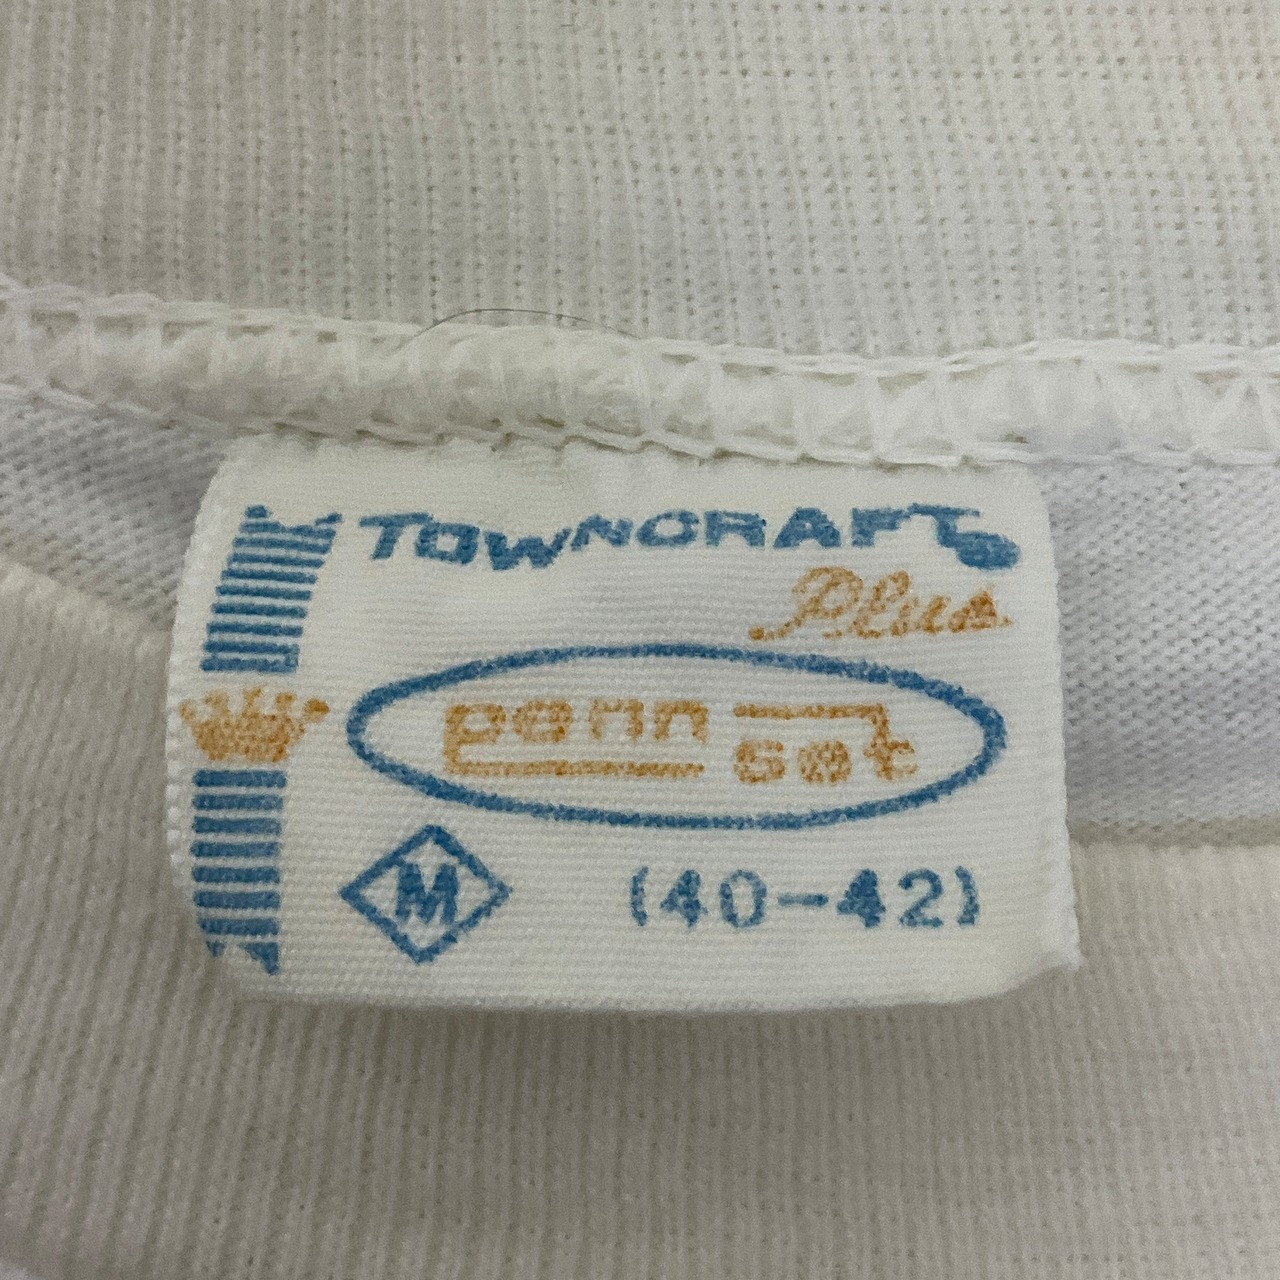 TOWNCRAFT
Plus
penn set
M (40-42)